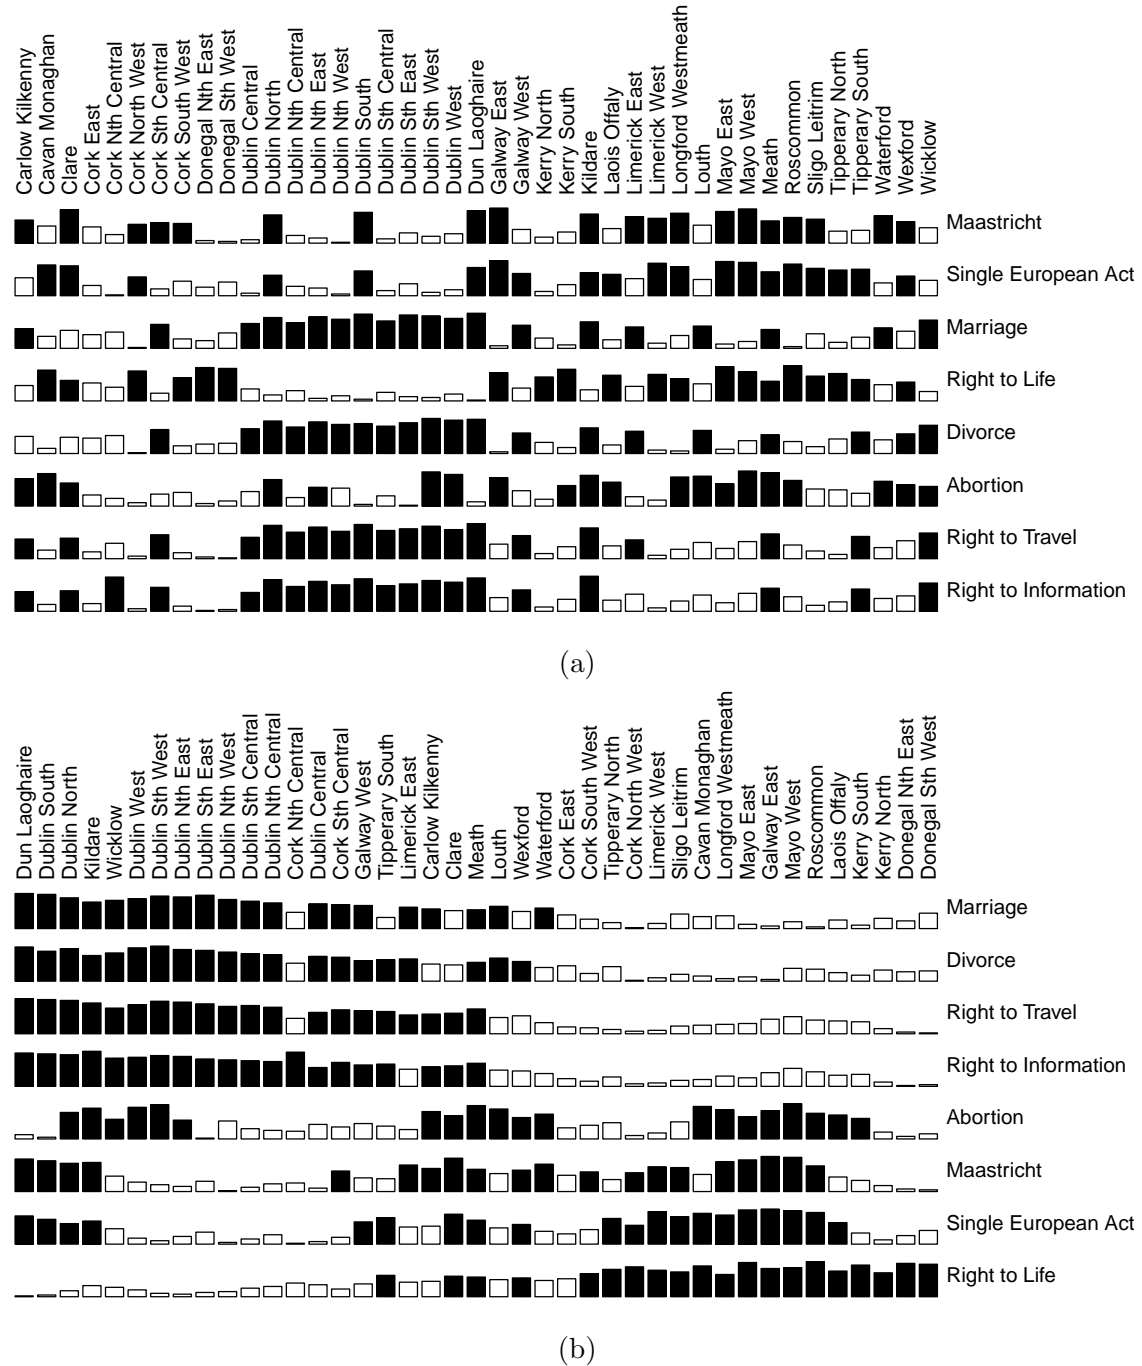 Carlow Kilkenny
Cavan Monaghan
Clare
Cork East
Cork Nth Central
Cork North West
Cork Sth Central
Cork South West
Donegal Nth East
Donegal Sth West
Dublin Central
Dublin North
Dublin Nth Central
Dublin Nth East
Dublin Nth West
Dublin South
Dublin Sth Central
Dublin Sth East
Dublin Sth West
Dublin West
Dun Laoghaire
Galway East
Galway West
Kerry North
Kerry South
Kildare
Laois Offaly
Limerick East
Limerick West
Longford Westmeath
Louth
Mayo East
Mayo West
Meath
Roscommon
Sligo Leitrim
Tipperary North
Tipperary South
Waterford
Wexford
Wicklow
Maastricht
Single European Act
Marriage
Right to Life
Divorce
Abortion
Right to Travel
Right to Information
(a)
Dun Laoghaire
Dublin South
Dublin North
Kildare
Wicklow
Dublin West
Dublin Sth West
Dublin Nth East
Dublin Sth East
Dublin Nth West
Dublin Sth Central
Dublin Nth Central
Cork Nth Central
Dublin Central
Cork Sth Central
Galway West
Tipperary South
Limerick East
Carlow Kilkenny
Clare
Meath
Louth
Wexford
Waterford
Cork East
Cork South West
Tipperary North
Cork North West
Limerick West
Sligo Leitrim
Cavan Monaghan
Longford Westmeath
Mayo East
Galway East
Mayo West
Roscommon
Laois Offaly
Kerry South
Kerry North
Donegal Nth East
Donegal Sth West
Marriage
Divorce
Right to Travel
Right to Information
Abortion
Maastricht
Single European Act
Right to Life
(b)